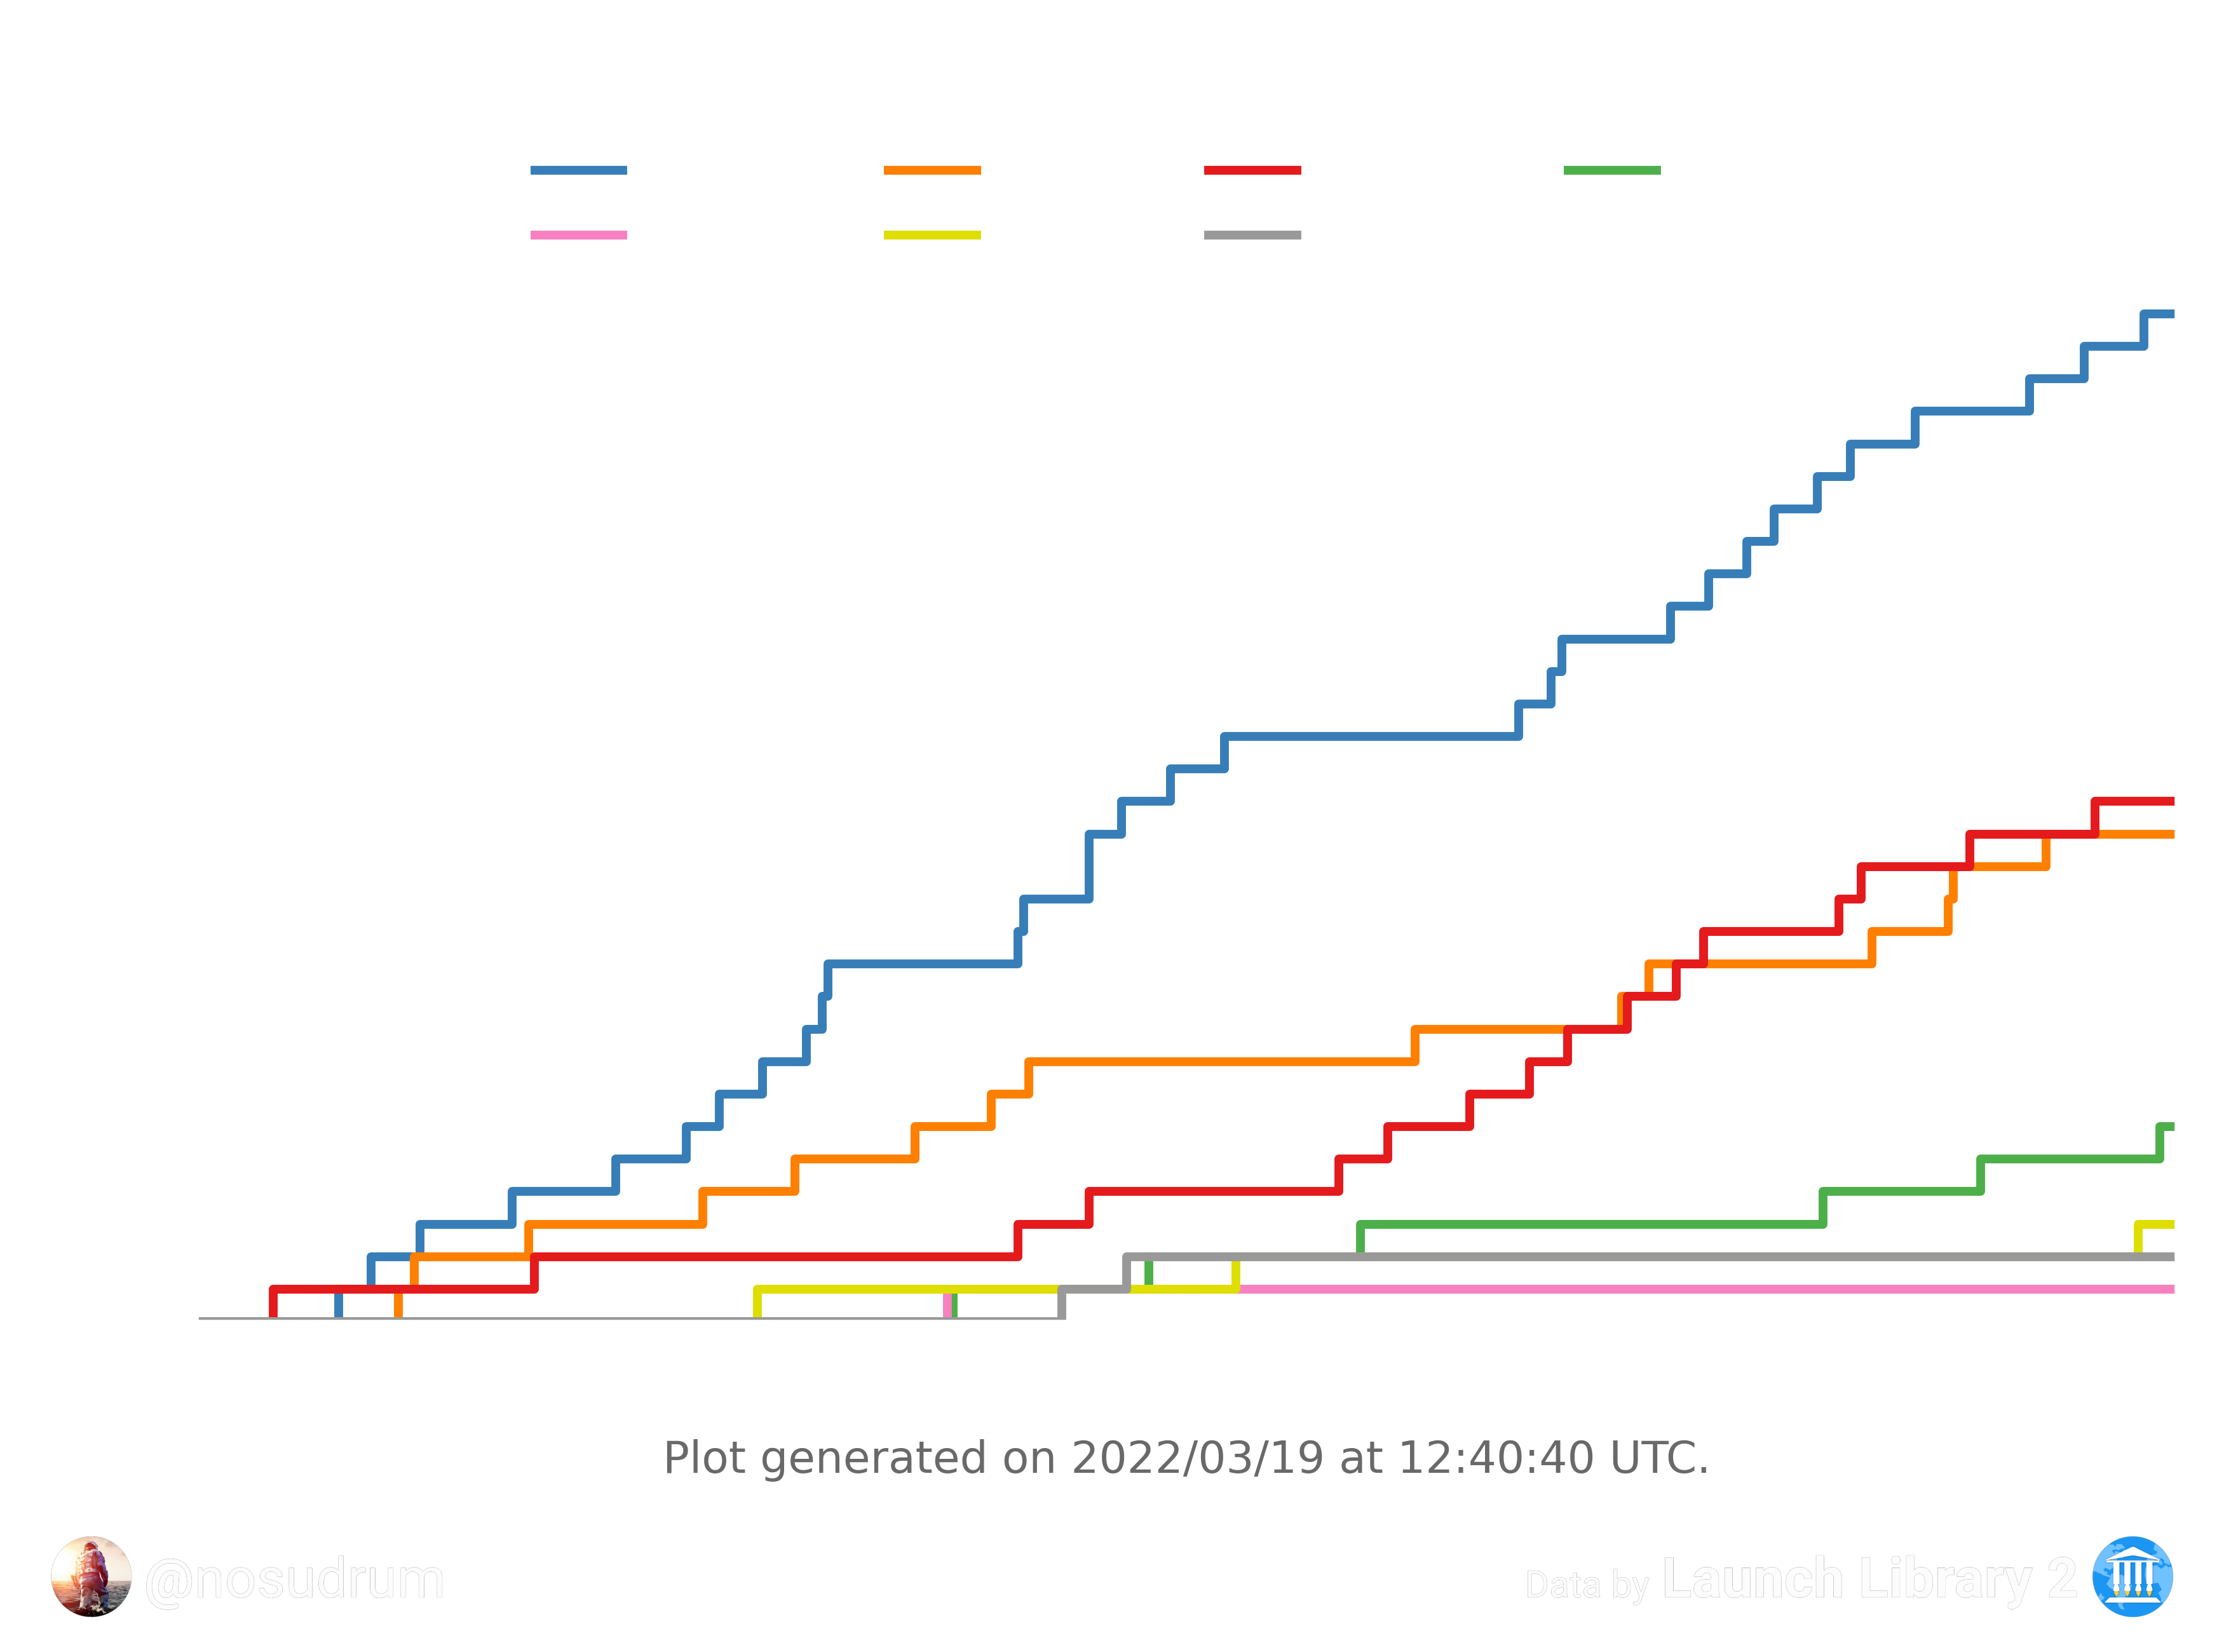 Plot generated on 2022/03/19 at 12:40:40 UTC.
@nosudrum
Data by Launch Library 2